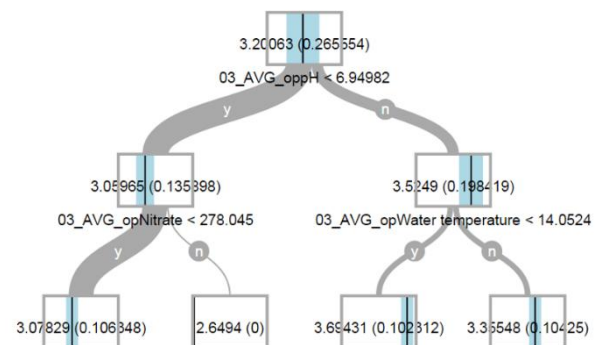 3.20063 (0.265554)
03_AVG_oppH < 6.94982
y n
3.05965 (0.135898) 3.5249 (0.198419)
03_AVG_opNitrate < 278.045 03_AVG_opWater temperature < 14.0524
y n y n
3.07829 (0.106348) 2.6494 (0) 3.69431 (0.102312) 3.35548 (0.10425)